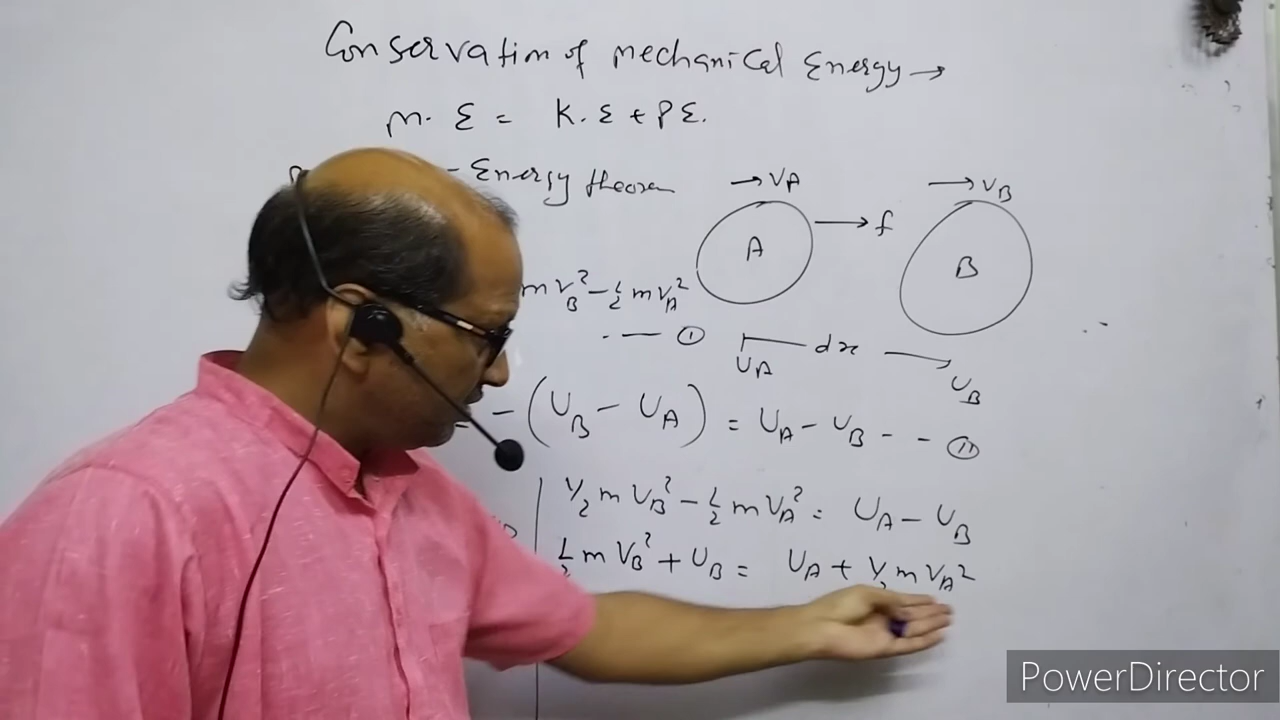 Conservation of mechanical Energy →
M. E = K. E + P E.
- Energy theorem
→ VA
→ VB
A
→ f
B
m VB² - 1/2 m VA²
- - — ①
dx
UA
UB
- (UB - UA) = UA - UB - - ⑪
1/2 m VB² - 1/2 m VA² = UA - UB
1/2 m VB² + UB = UA + 1/2 m VA²
PowerDirector